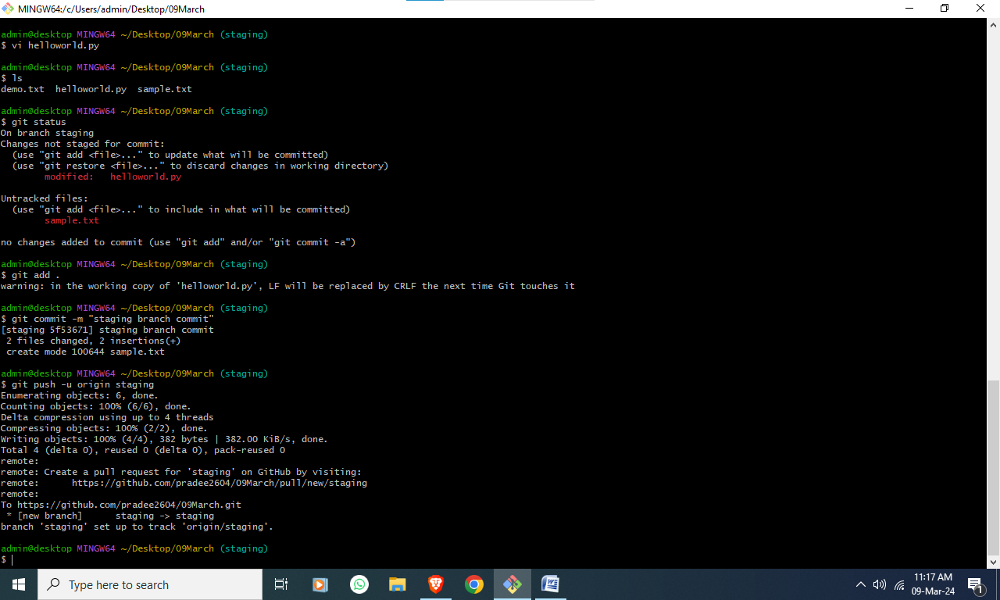 MINGW64:/c/Users/admin/Desktop/09March
admin@desktop MINGW64 ~/Desktop/09March (staging)
$ vi helloworld.py
admin@desktop MINGW64 ~/Desktop/09March (staging)
$ ls
demo.txt  helloworld.py  sample.txt
admin@desktop MINGW64 ~/Desktop/09March (staging)
$ git status
On branch staging
Changes not staged for commit:
  (use "git add <file>..." to update what will be committed)
  (use "git restore <file>..." to discard changes in working directory)
        modified:   helloworld.py
Untracked files:
  (use "git add <file>..." to include in what will be committed)
        sample.txt
no changes added to commit (use "git add" and/or "git commit -a")
admin@desktop MINGW64 ~/Desktop/09March (staging)
$ git add .
warning: in the working copy of 'helloworld.py', LF will be replaced by CRLF the next time Git touches it
admin@desktop MINGW64 ~/Desktop/09March (staging)
$ git commit -m "staging branch commit"
[staging 5f53671] staging branch commit
 2 files changed, 2 insertions(+)
 create mode 100644 sample.txt
admin@desktop MINGW64 ~/Desktop/09March (staging)
$ git push -u origin staging
Enumerating objects: 6, done.
Counting objects: 100% (6/6), done.
Delta compression using up to 4 threads
Compressing objects: 100% (2/2), done.
Writing objects: 100% (4/4), 382 bytes | 382.00 KiB/s, done.
Total 4 (delta 0), reused 0 (delta 0), pack-reused 0
remote:
remote: Create a pull request for 'staging' on GitHub by visiting:
remote:      https://github.com/pradee2604/09March/pull/new/staging
remote:
To https://github.com/pradee2604/09March.git
 * [new branch]      staging -> staging
branch 'staging' set up to track 'origin/staging'.
admin@desktop MINGW64 ~/Desktop/09March (staging)
$
Type here to search
W
11:17 AM
09-Mar-24
1